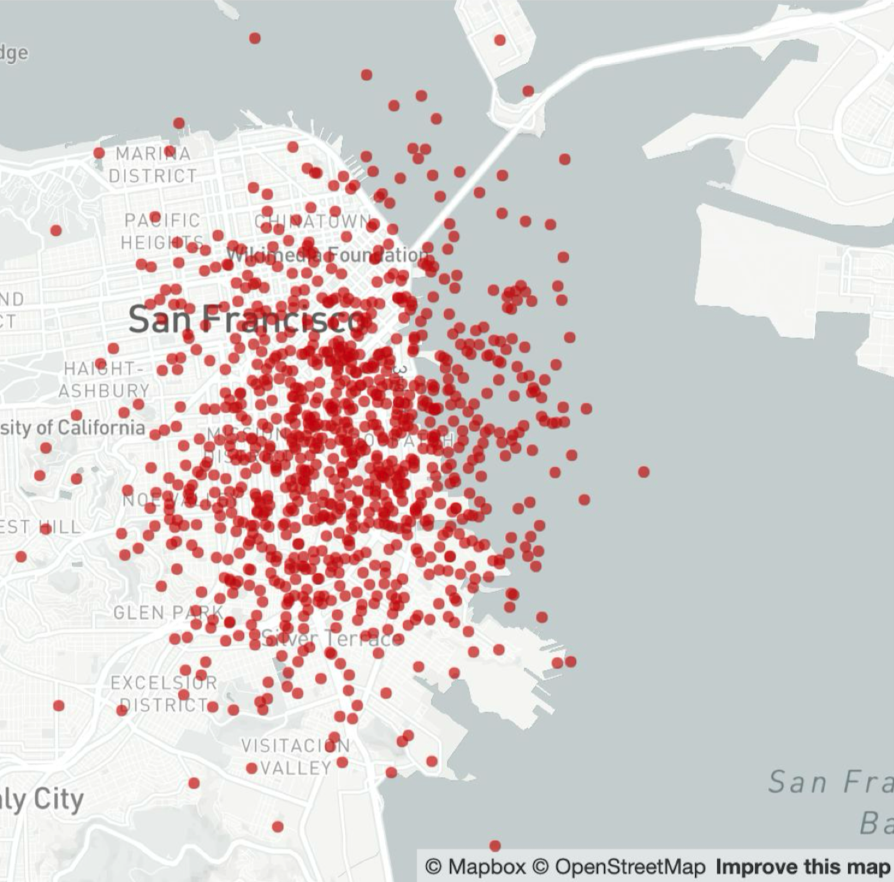 dge
MARINA
DISTRICT
PACIFIC
HEIGHTS
CHINATOWN
Wikimedia Foundation
ND
CT
San Francisco
HAIGHT-
ASHBURY
sity of California
MISSION
DIS
NOE VALLEY
EST HILL
GLEN PARK
Silver Terrace
EXCELSIOR
DISTRICT
VISITACION
VALLEY
aly City
San Fra
Ba
© Mapbox © OpenStreetMap Improve this map